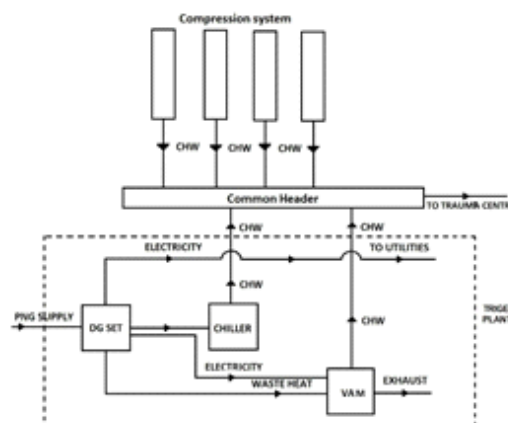 Compression system
CHW
CHW
CHW
CHW
Common Header
TO TRAUMA CENTR
CHW
CHW
ELECTRICITY
TO UTILITIES
PNG SUPPLY
DG SET
CHW
CHILLER
CHW
TRIGE
PLANT
ELECTRICITY
WASTE HEAT
VAM
EXHAUST